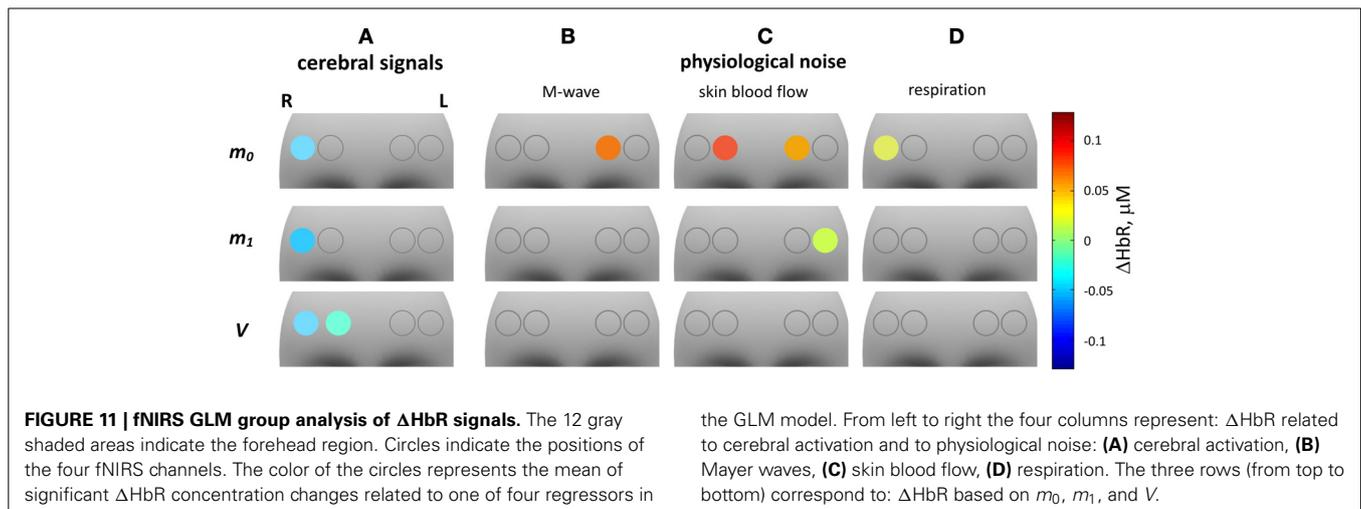 A
B
C
D
cerebral signals
physiological noise
M-wave
skin blood flow
respiration
R
L
m0
m1
V
0.1
0.05
0
-0.05
-0.1
ΔHbR, μM
FIGURE 11 | fNIRS GLM group analysis of ΔHbR signals. The 12 gray
shaded areas indicate the forehead region. Circles indicate the positions of
the four fNIRS channels. The color of the circles represents the mean of
significant ΔHbR concentration changes related to one of four regressors in
the GLM model. From left to right the four columns represent: ΔHbR related
to cerebral activation and to physiological noise: (A) cerebral activation, (B)
Mayer waves, (C) skin blood flow, (D) respiration. The three rows (from top to
bottom) correspond to: ΔHbR based on m0, m1, and V.